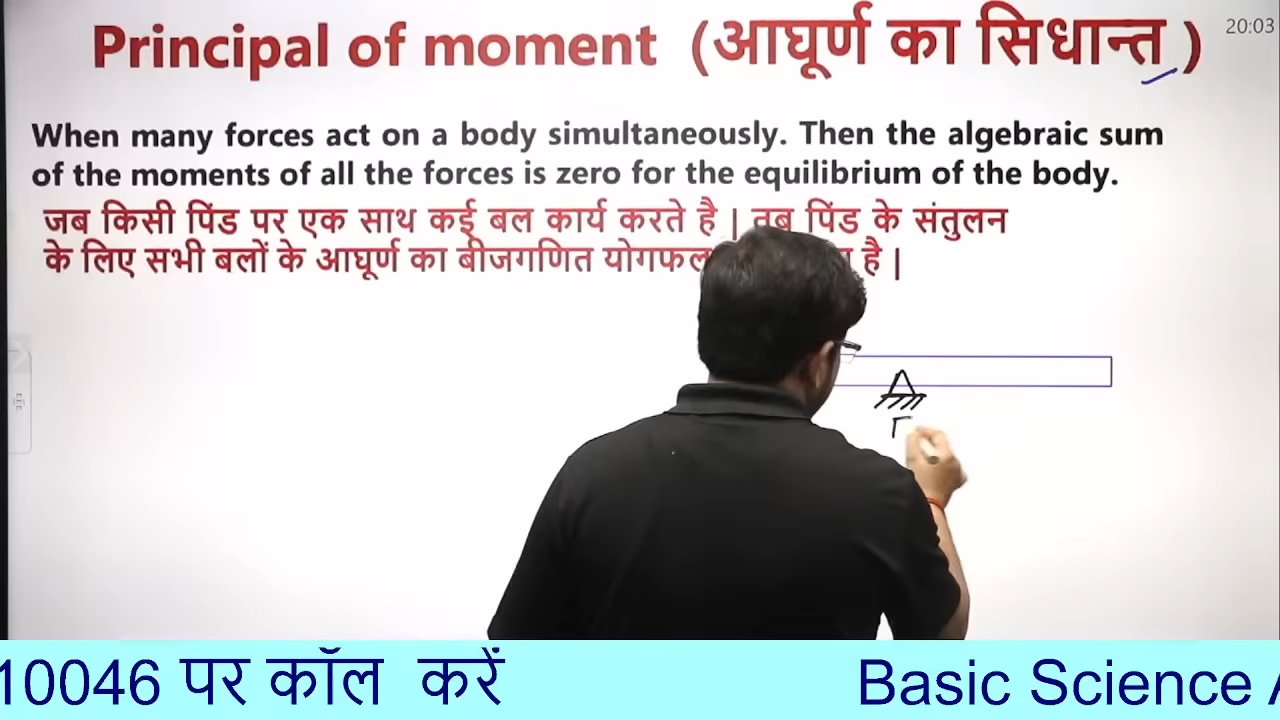 Principal of moment (आघूर्ण का सिधान्त )
20:03
When many forces act on a body simultaneously. Then the algebraic sum
of the moments of all the forces is zero for the equilibrium of the body.
जब किसी पिंड पर एक साथ कई बल कार्य करते है | तब पिंड के संतुलन
के लिए सभी बलों के आघूर्ण का बीजगणित योगफल है |
10046 पर कॉल करें Basic Science